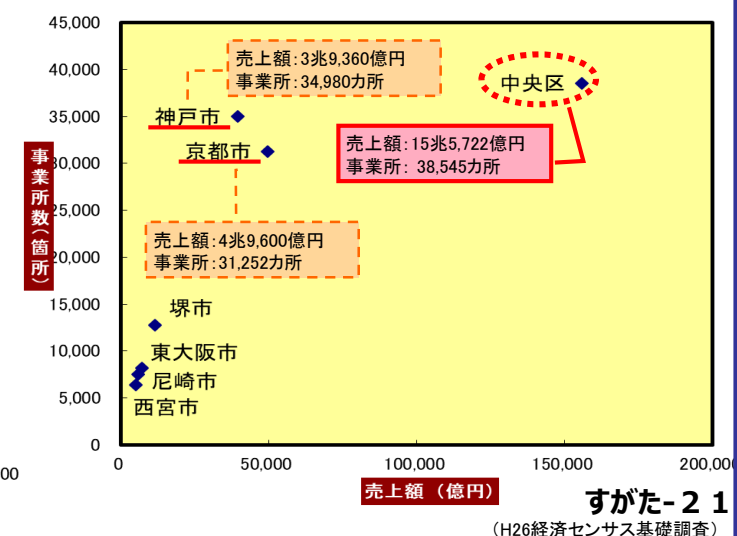 45,000
40,000
35,000
30,000
25,000
20,000
15,000
10,000
5,000
0
事業所数(箇所)
売上額:3兆9,360億円
事業所:34,980カ所
中央区
神戸市
売上額:15兆5,722億円
事業所: 38,545カ所
京都市
売上額:4兆9,600億円
事業所:31,252カ所
堺市
東大阪市
尼崎市
西宮市
0
50,000
100,000
150,000
200,000
00
売上額 (億円)
すがた-21
(H26経済センサス基礎調査)